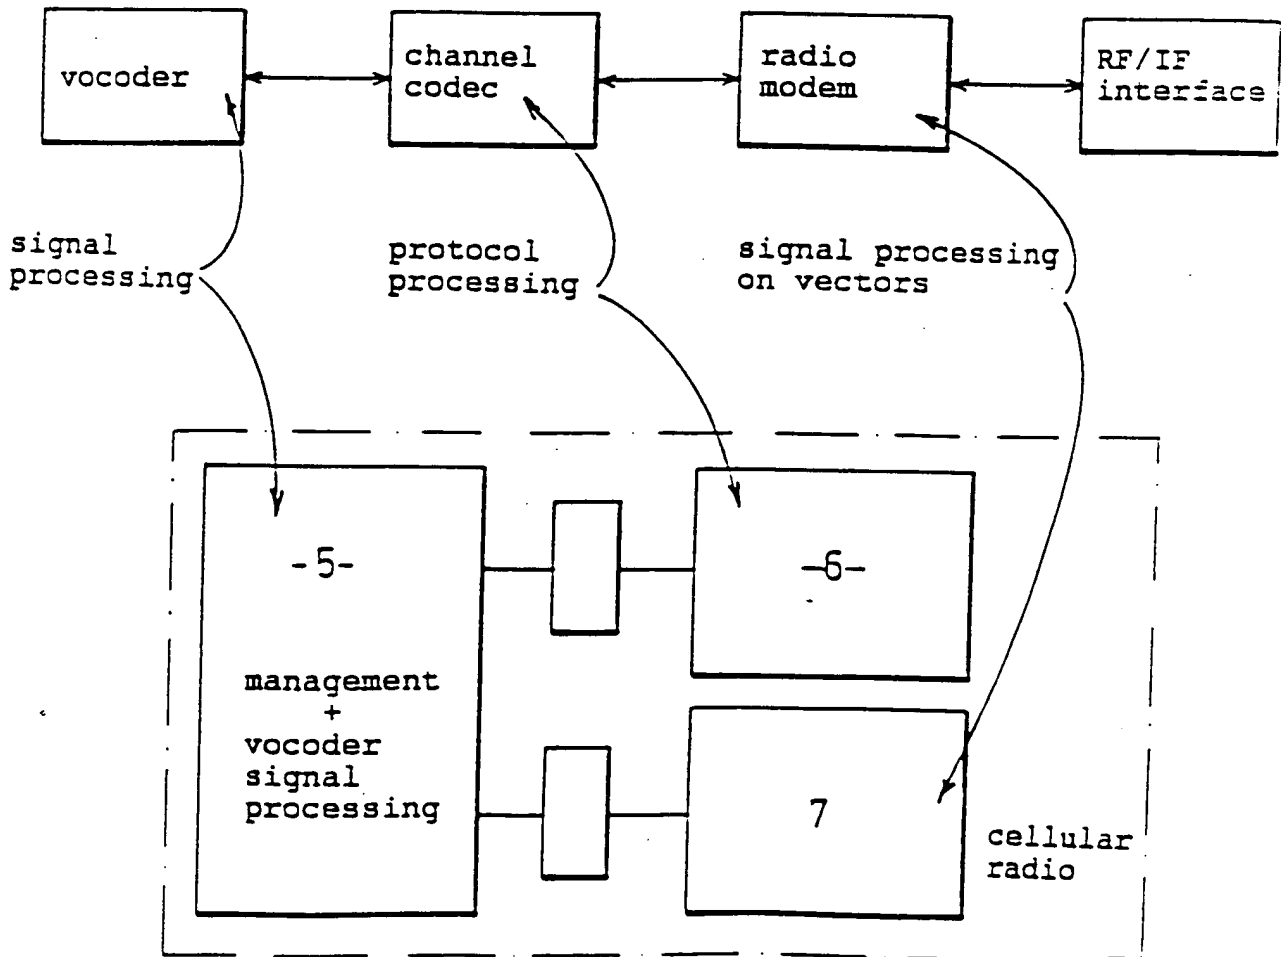 vocoder
channel
codec
radio
modem
RF/IF
interface
signal
processing
protocol
processing
signal processing
on vectors
-5-
-6-
management
+
vocoder
signal
processing
7
cellular
radio